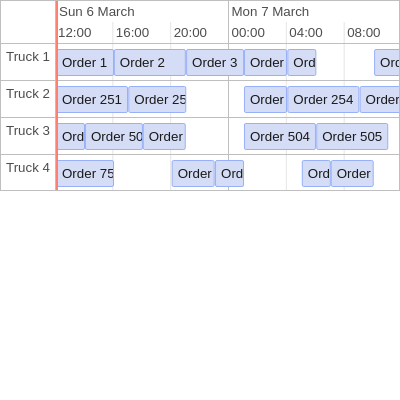 Sun 6 March Mon 7 March
12:00 16:00 20:00 00:00 04:00 08:00
Truck 1 Order 1 Order 2 Order 3 Order Ord Ord
Truck 2 Order 251 Order 25 Order Order 254 Order
Truck 3 Ord Order 50 Order Order 504 Order 505
Truck 4 Order 75 Order Ord Ord Order